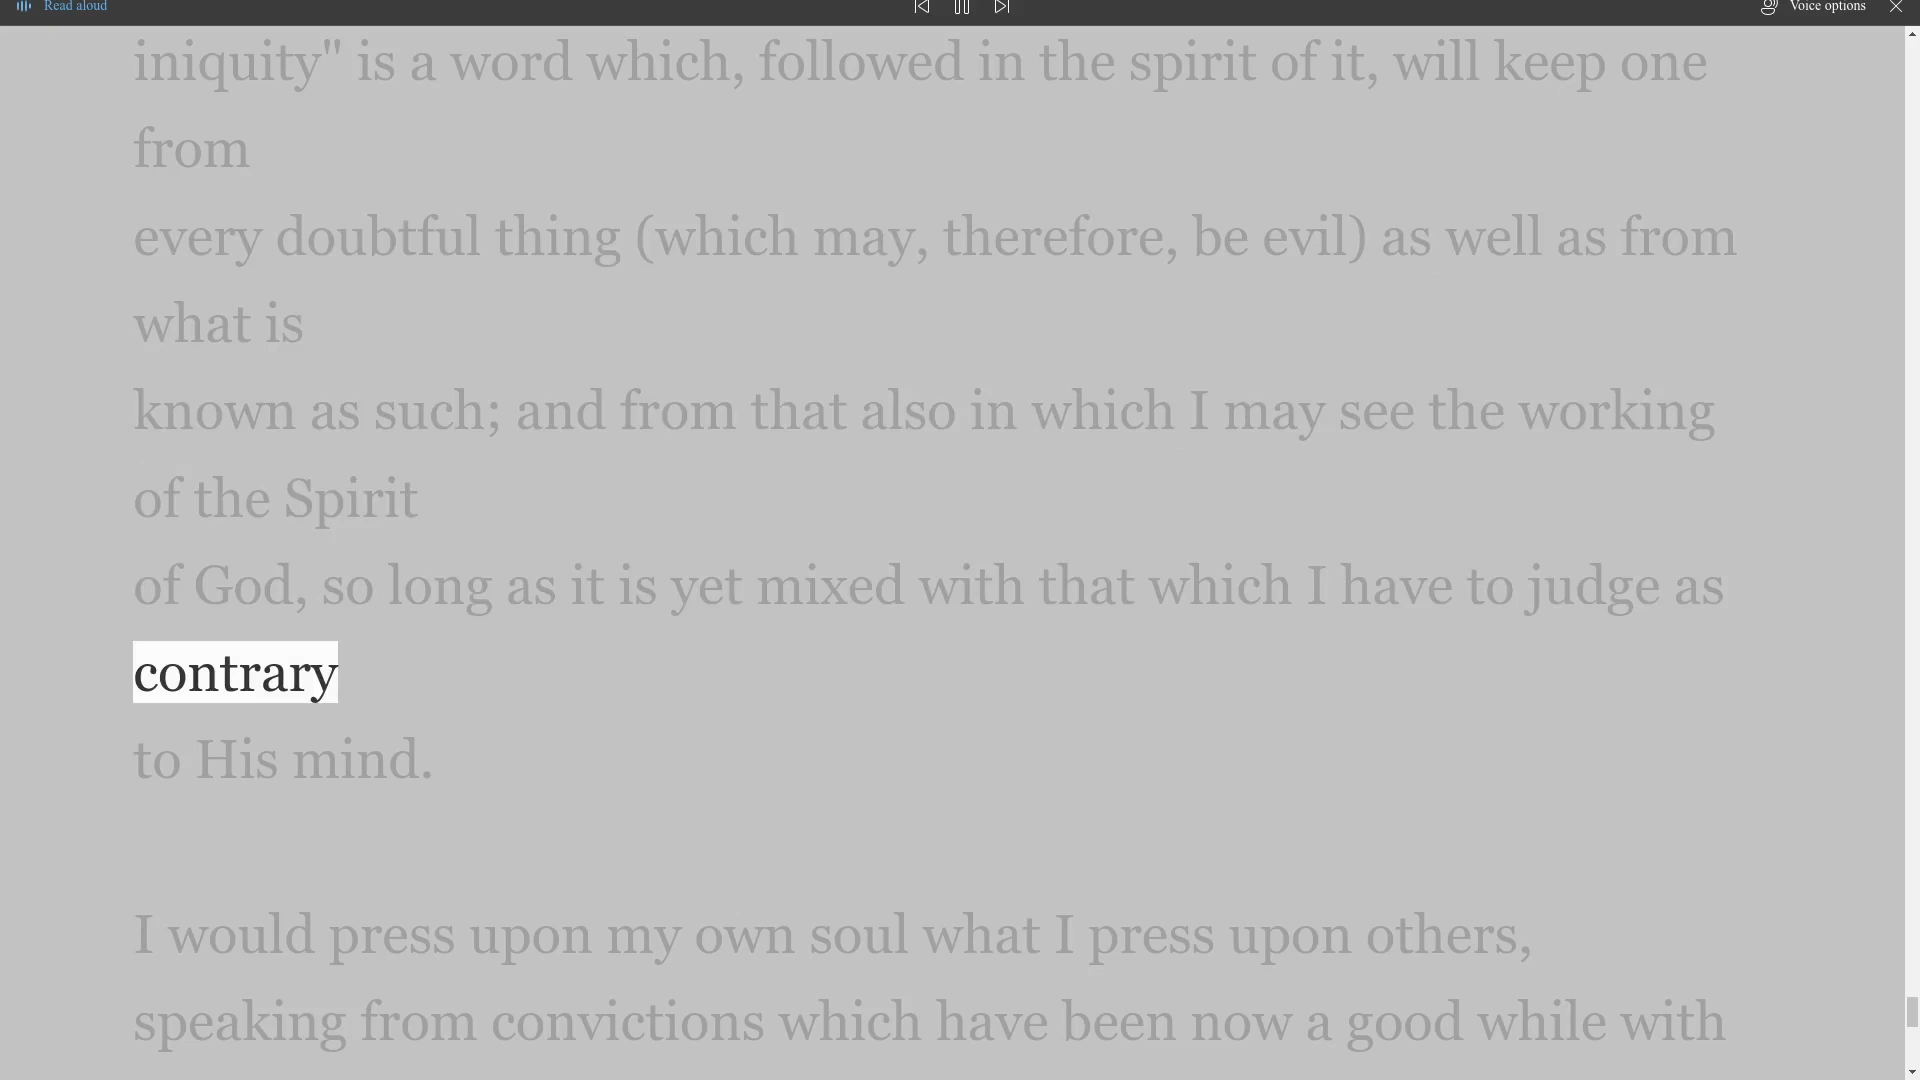 Read aloud
Voice options
iniquity" is a word which, followed in the spirit of it, will keep one
from
every doubtful thing (which may, therefore, be evil) as well as from
what is
known as such; and from that also in which I may see the working
of the Spirit
of God, so long as it is yet mixed with that which I have to judge as
contrary
to His mind.
I would press upon my own soul what I press upon others,
speaking from convictions which have been now a good while with